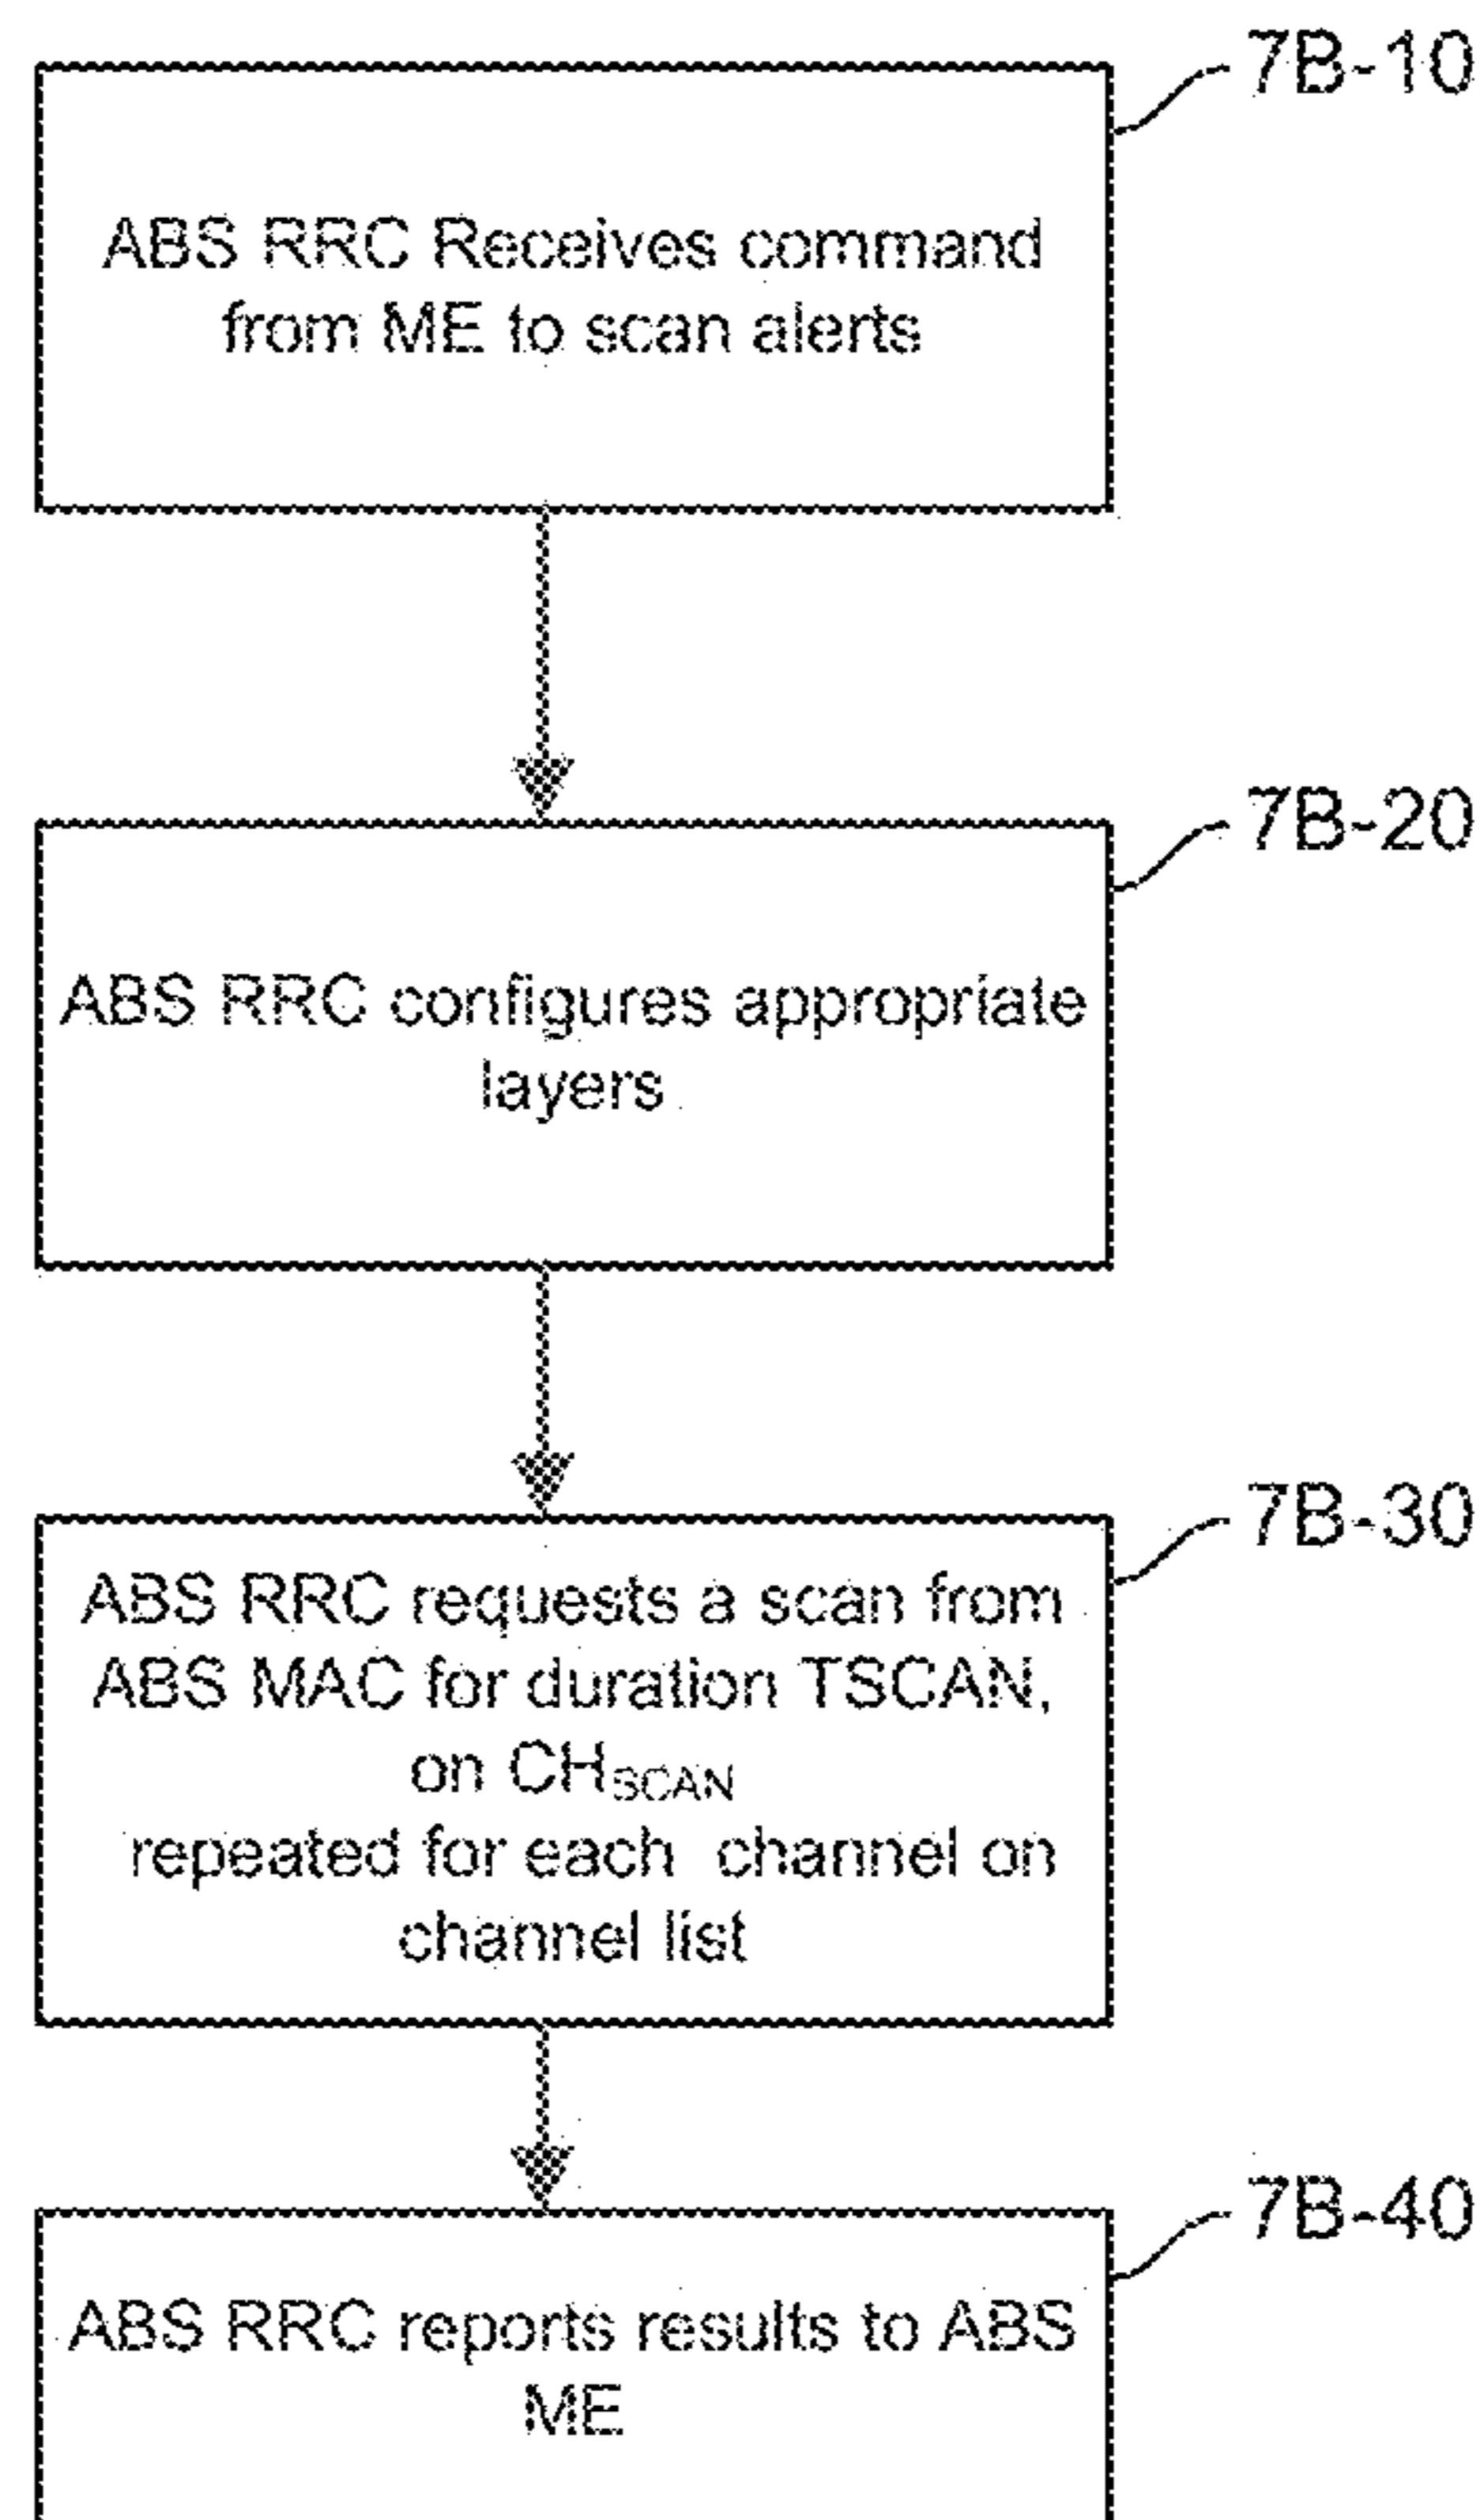 7B-10
ABS RRC Receives command
from ME to scan alerts
7B-20
ABS RRC configures appropriate
layers
7B-30
ABS RRC requests a scan from
ABS MAC for duration TSCAN,
on CHSCAN
repeated for each channel on
channel list
7B-40
ABS RRC reports results to ABS
ME